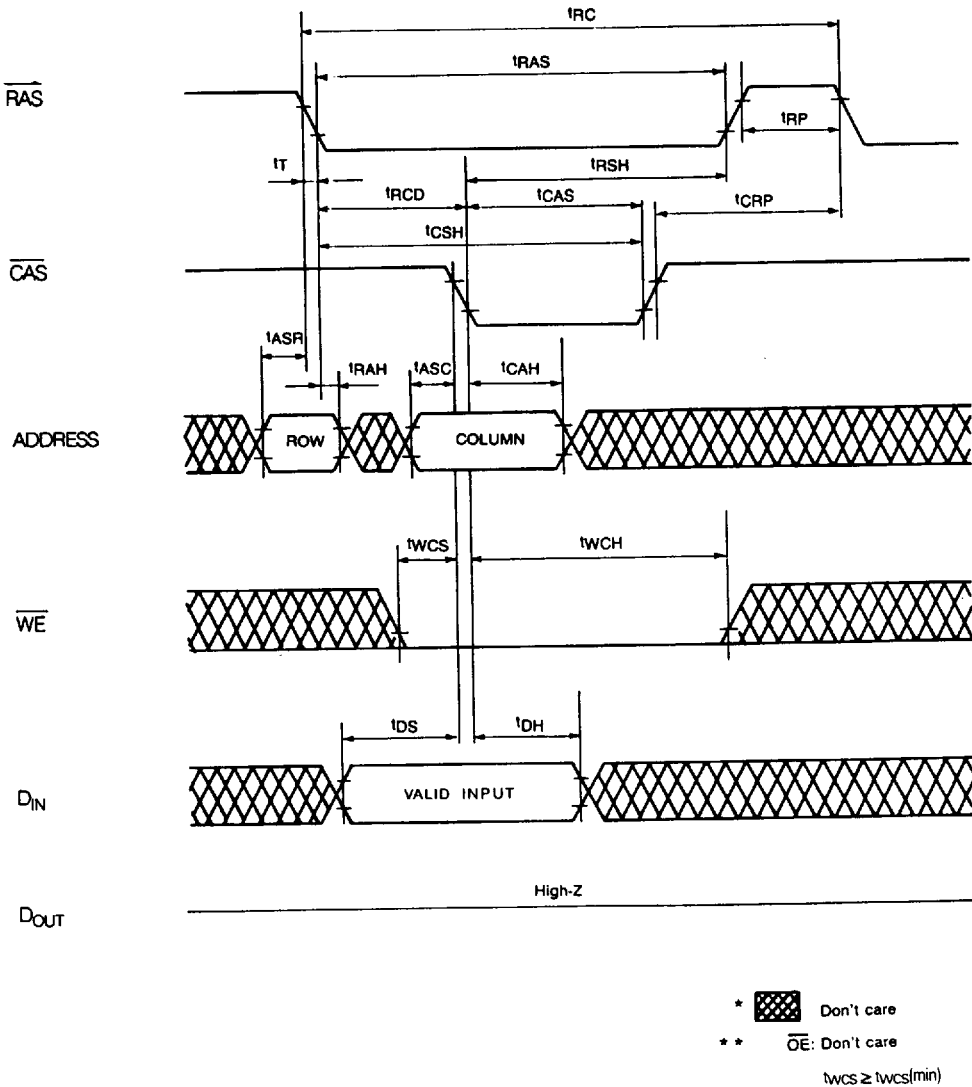 tRC
tRAS
RAS
tRP
tT
tRSH
tRCD
tCAS
tCRP
tCSH
CAS
tASR
tRAH
tASC
tCAH
ADDRESS
ROW
COLUMN
tWCS
tWCH
WE
tDS
tDH
DIN
VALID INPUT
High-Z
DOUT
* Don't care
** OE: Don't care
twcs ≥ twcs(min)